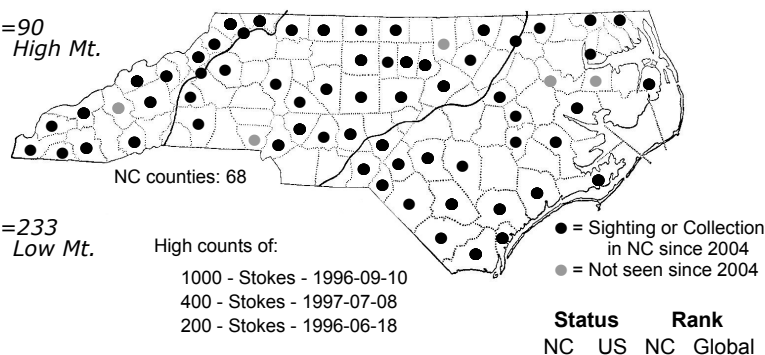 =90
High Mt.
NC counties: 68
=233
Low Mt.
High counts of:
1000 - Stokes - 1996-09-10
400 - Stokes - 1997-07-08
200 - Stokes - 1996-06-18
= Sighting or Collection
in NC since 2004
= Not seen since 2004
Status Rank
NC US NC Global